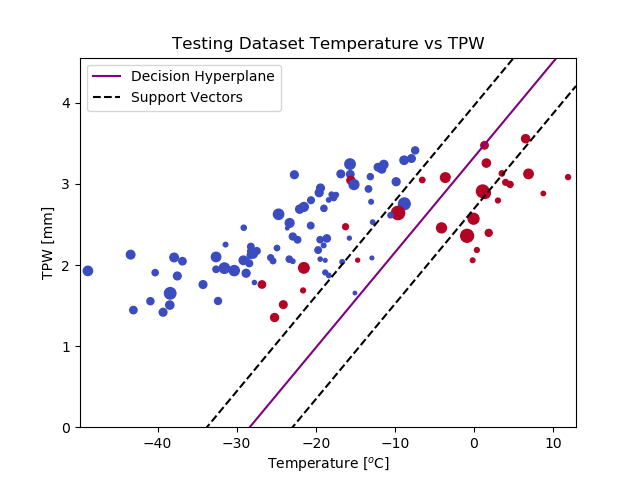 Testing Dataset Temperature vs TPW
Decision Hyperplane
Support Vectors
TPW [mm]
4
3
2
1
0
−40 −30 −20 −10 0 10
Temperature [°C]